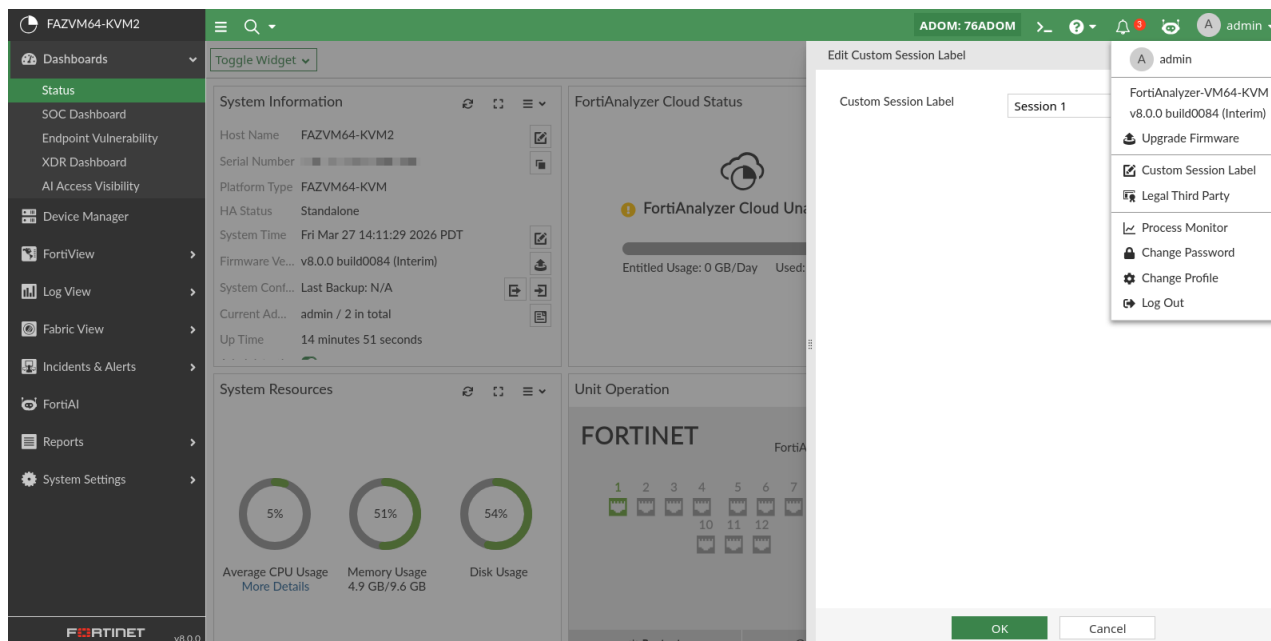 FAZVM64-KVM2
ADOM: 76ADOM
3
A
admin
Dashboards
Status
SOC Dashboard
Endpoint Vulnerability
XDR Dashboard
AI Access Visibility
Device Manager
FortiView
Log View
Fabric View
Incidents & Alerts
FortiAI
Reports
System Settings
FORTINET
v8.0.0
Toggle Widget
System Information
Host Name FAZVM64-KVM2
Serial Number
Platform Type FAZVM64-KVM
HA Status Standalone
System Time Fri Mar 27 14:11:29 2026 PDT
Firmware Ve... v8.0.0 build0084 (Interim)
System Conf... Last Backup: N/A
Current Ad... admin / 2 in total
Up Time 14 minutes 51 seconds
FortiAnalyzer Cloud Status
FortiAnalyzer Cloud Una
Entitled Usage: 0 GB/Day Used:
System Resources
5%
51%
54%
Average CPU Usage
More Details
Memory Usage
4.9 GB/9.6 GB
Disk Usage
Unit Operation
FORTINET
FortiA
1 2 3 4 5 6 7
10 11 12
Edit Custom Session Label
Custom Session Label
Session 1
OK
Cancel
A
admin
FortiAnalyzer-VM64-KVM
v8.0.0 build0084 (Interim)
Upgrade Firmware
Custom Session Label
Legal Third Party
Process Monitor
Change Password
Change Profile
Log Out